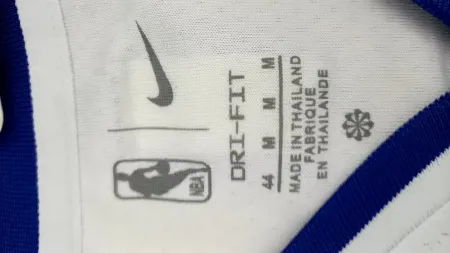 NBA
DRI-FIT
44 M M M
MADE IN THAILAND
FABRIQUE
EN THAILANDE